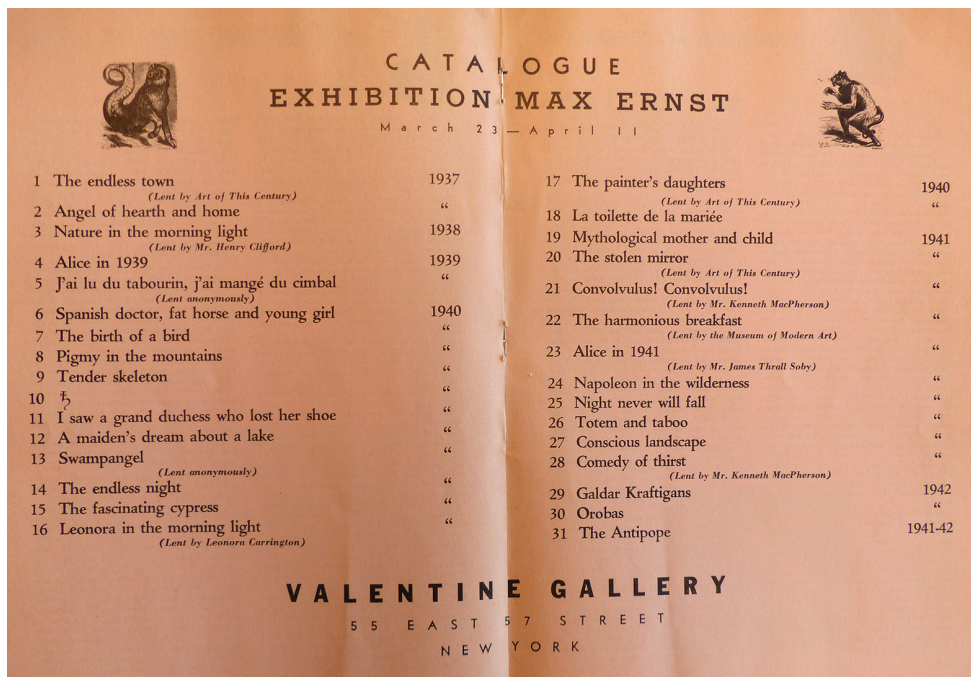 CATALOGUE
EXHIBITION MAX ERNST
March 23—April 11
1 The endless town 1937
(Lent by Art of This Century)
2 Angel of hearth and home “
3 Nature in the morning light 1938
(Lent by Mr. Henry Clifford)
4 Alice in 1939 1939
5 J'ai lu du tabourin, j'ai mangé du cimbal “
(Lent anonymously)
6 Spanish doctor, fat horse and young girl 1940
7 The birth of a bird “
8 Pigmy in the mountains “
9 Tender skeleton “
10 ♄ “
11 I saw a grand duchess who lost her shoe “
12 A maiden's dream about a lake “
13 Swampangel “
(Lent anonymously)
14 The endless night “
15 The fascinating cypress “
16 Leonora in the morning light “
(Lent by Leonora Carrington)
17 The painter's daughters 1940
(Lent by Art of This Century)
18 La toilette de la mariée “
19 Mythological mother and child 1941
20 The stolen mirror “
(Lent by Art of This Century)
21 Convolvulus! Convolvulus! “
(Lent by Mr. Kenneth MacPherson)
22 The harmonious breakfast “
(Lent by the Museum of Modern Art)
23 Alice in 1941 “
(Lent by Mr. James Thrall Soby)
24 Napoleon in the wilderness “
25 Night never will fall “
26 Totem and taboo “
27 Conscious landscape “
28 Comedy of thirst “
(Lent by Mr. Kenneth MacPherson)
29 Galdar Kraftigans 1942
30 Orobas “
31 The Antipope 1941-42
VALENTINE GALLERY
55 EAST 57 STREET
NEW YORK